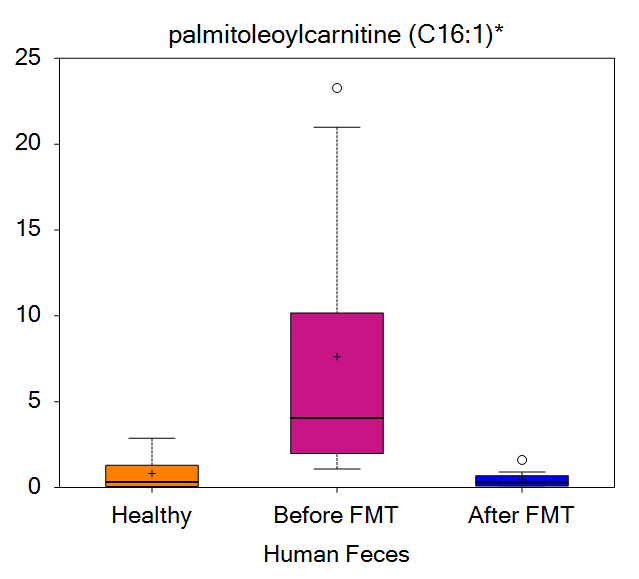 palmitoleoylcarnitine (C16:1)*
25
20
15
10
5
0
Healthy
Before FMT
After FMT
Human Feces